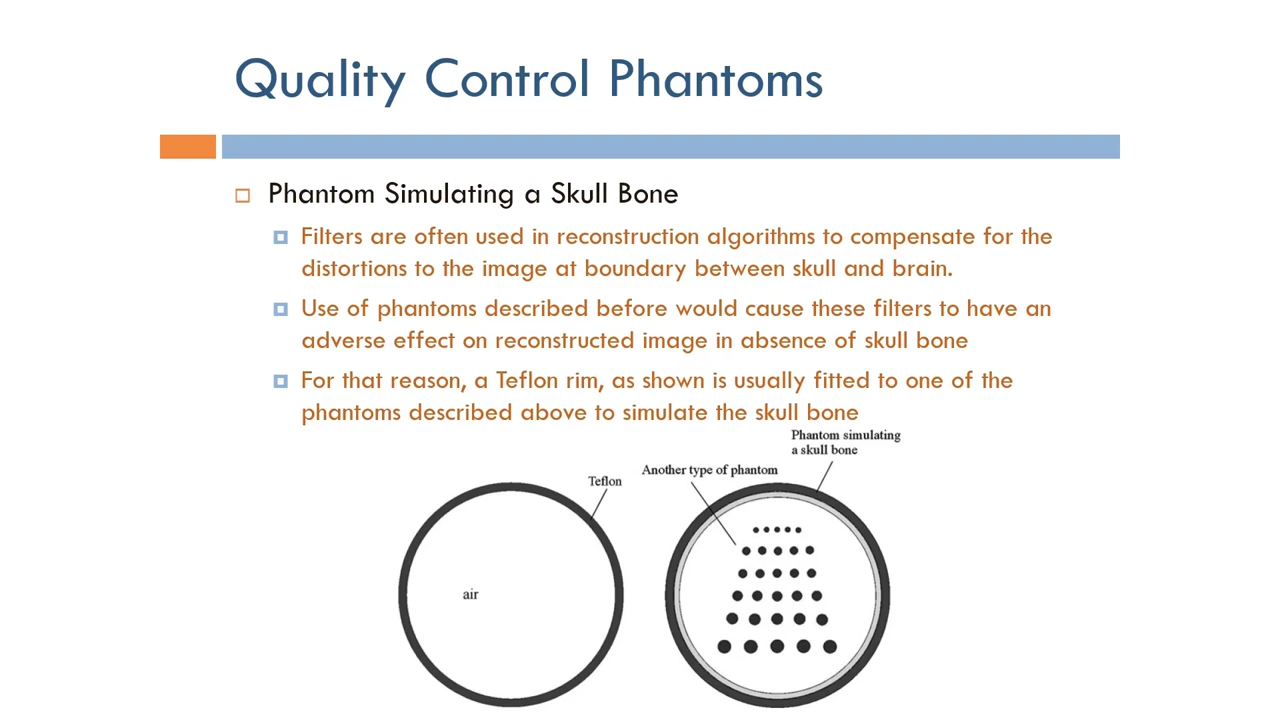 Quality Control Phantoms
Phantom Simulating a Skull Bone
Filters are often used in reconstruction algorithms to compensate for the
distortions to the image at boundary between skull and brain.
Use of phantoms described before would cause these filters to have an
adverse effect on reconstructed image in absence of skull bone
For that reason, a Teflon rim, as shown is usually fitted to one of the
phantoms described above to simulate the skull bone
Phantom simulating
a skull bone
Another type of phantom
Teflon
air